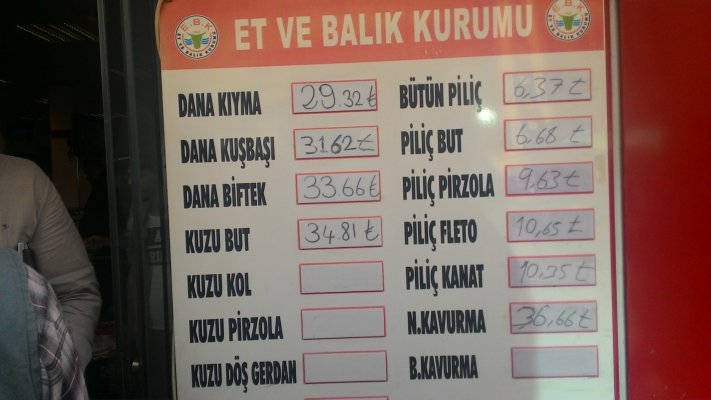 ET VE BALIK KURUMU
DANA KIYMA 29.32 ₺
DANA KUŞBAŞI 31.62 ₺
DANA BİFTEK 33.66 ₺
KUZU BUT 34.81 ₺
KUZU KOL
KUZU PİRZOLA
KUZU DÖŞ GERDAN
BÜTÜN PİLİÇ 6,37 ₺
PİLİÇ BUT 6,68 ₺
PİLİÇ PİRZOLA 9,63 ₺
PİLİÇ FLETO 10,65 ₺
PİLİÇ KANAT 10,35 ₺
N.KAVURMA 36,66 ₺
B.KAVURMA